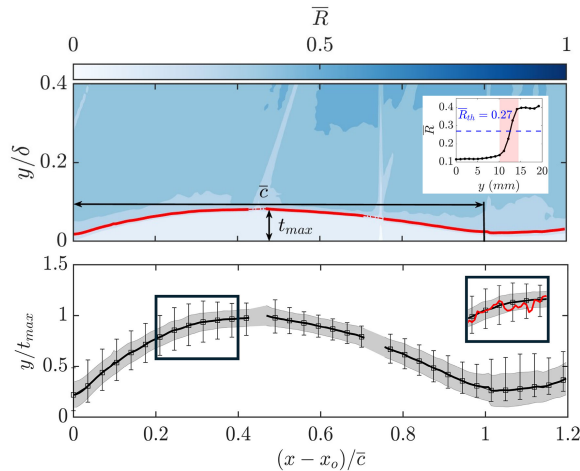 R̅
0 0.5 1
0.4
0.2
0
y/δ
c̅
t_max
R̅_th = 0.27
0.4
0.3
0.2
0.1
R̅
0 5 10 15 20
y (mm)
1.5
1
0.5
0
y/t_max
0 0.2 0.4 0.6 0.8 1 1.2
(x − x_o)/c̅